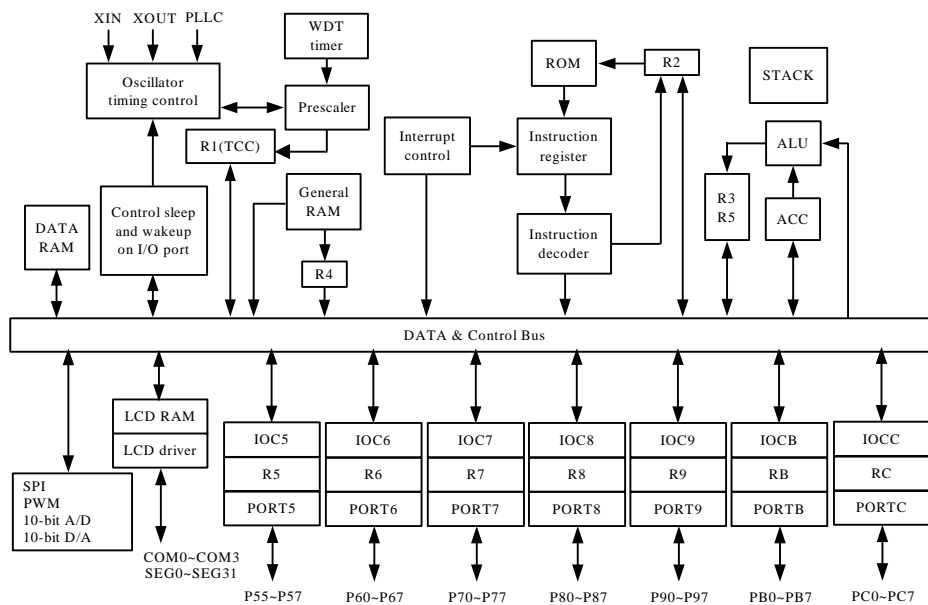 XIN XOUT PLLC
WDT
timer
Oscillator
timing control
Prescaler
R1(TCC)
ROM
R2
STACK
Interrupt
control
Instruction
register
ALU
DATA
RAM
Control sleep
and wakeup
on I/O port
General
RAM
R4
Instruction
decoder
R3
R5
ACC
DATA & Control Bus
LCD RAM
LCD driver
SPI
PWM
10-bit A/D
10-bit D/A
COM0~COM3
SEG0~SEG31
IOC5
R5
PORT5
P55~P57
IOC6
R6
PORT6
P60~P67
IOC7
R7
PORT7
P70~P77
IOC8
R8
PORT8
P80~P87
IOC9
R9
PORT9
P90~P97
IOCB
RB
PORTB
PB0~PB7
IOCC
RC
PORTC
PC0~PC7